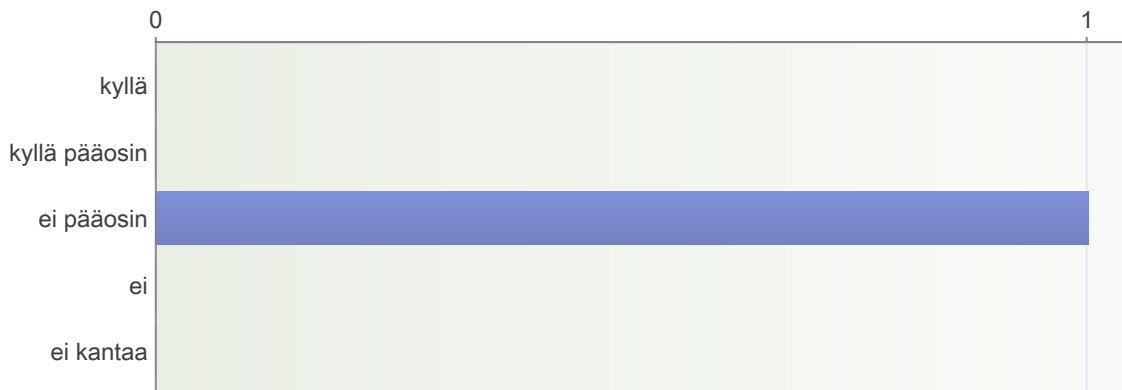 0 1
kyllä
kyllä pääosin
ei pääosin
ei
ei kantaa